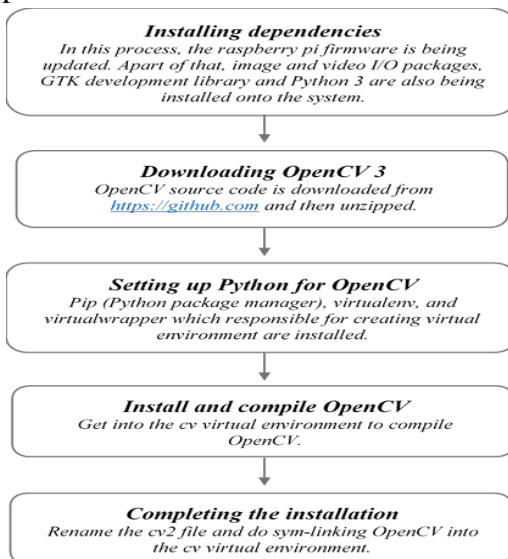 Installing dependencies
In this process, the raspberry pi firmware is being
updated. Apart of that, image and video I/O packages,
GTK development library and Python 3 are also being
installed onto the system.
Downloading OpenCV 3
OpenCV source code is downloaded from
https://github.com and then unzipped.
Setting up Python for OpenCV
Pip (Python package manager), virtualenv, and
virtualwrapper which responsible for creating virtual
environment are installed.
Install and compile OpenCV
Get into the cv virtual environment to compile
OpenCV.
Completing the installation
Rename the cv2 file and do sym-linking OpenCV into
the cv virtual environment.